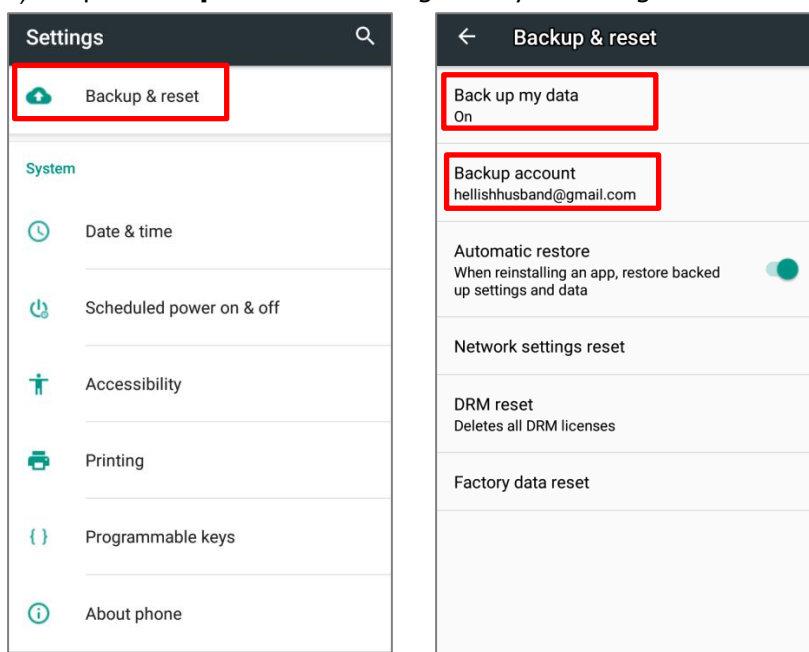 Settings
Backup & reset
System
Date & time
Scheduled power on & off
Accessibility
Printing
Programmable keys
About phone
Backup & reset
Back up my data
On
Backup account
hellishhusband@gmail.com
Automatic restore
When reinstalling an app, restore backed
up settings and data
Network settings reset
DRM reset
Deletes all DRM licenses
Factory data reset